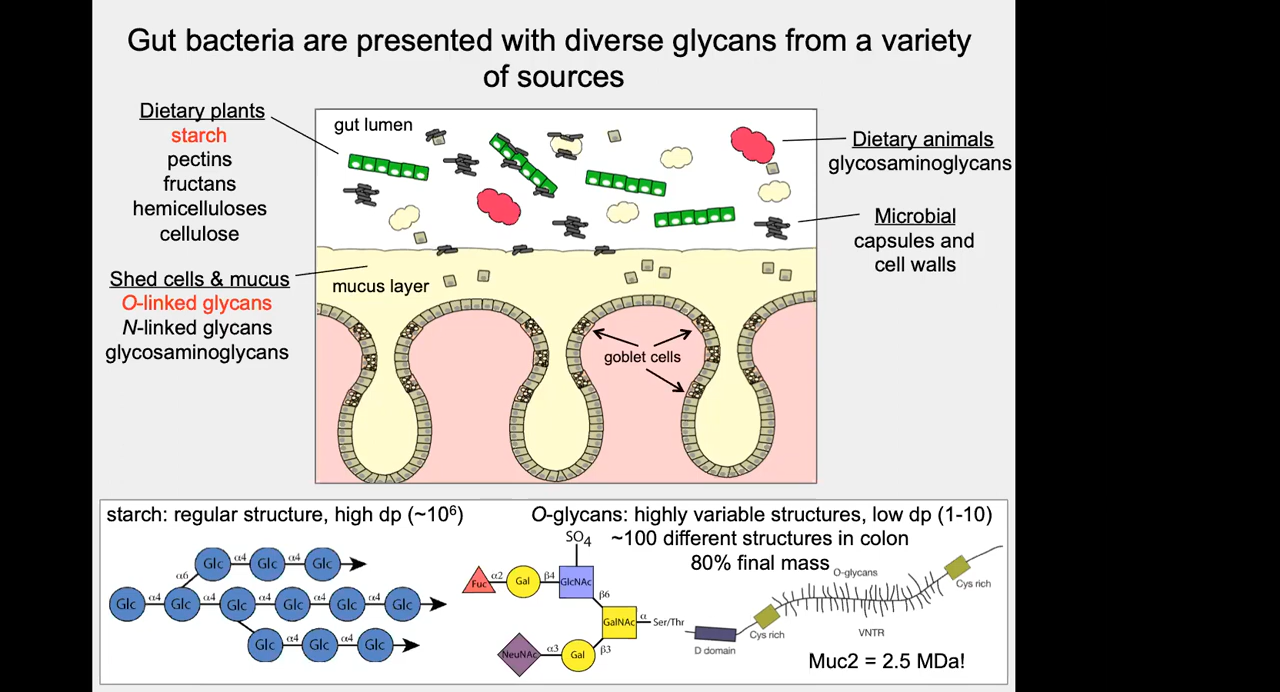 Gut bacteria are presented with diverse glycans from a variety
of sources
Dietary plants
starch
pectins
fructans
hemicelluloses
cellulose
Shed cells & mucus
O-linked glycans
N-linked glycans
glycosaminoglycans
gut lumen
mucus layer
goblet cells
Dietary animals
glycosaminoglycans
Microbial
capsules and
cell walls
starch: regular structure, high dp (~10⁶)
Glc α4 Glc α4 Glc
α6
Glc α4 Glc α4 Glc α4 Glc α4 Glc α4 Glc
Glc α4 Glc α4 Glc
O-glycans: highly variable structures, low dp (1-10)
~100 different structures in colon
80% final mass
SO₄
Fuc α2 Gal β4 GlcNAc
β6
GalNAc α Ser/Thr
NeuNAc α3 Gal β3
O-glycans
Cys rich
Cys rich
VNTR
D domain
Muc2 = 2.5 MDa!